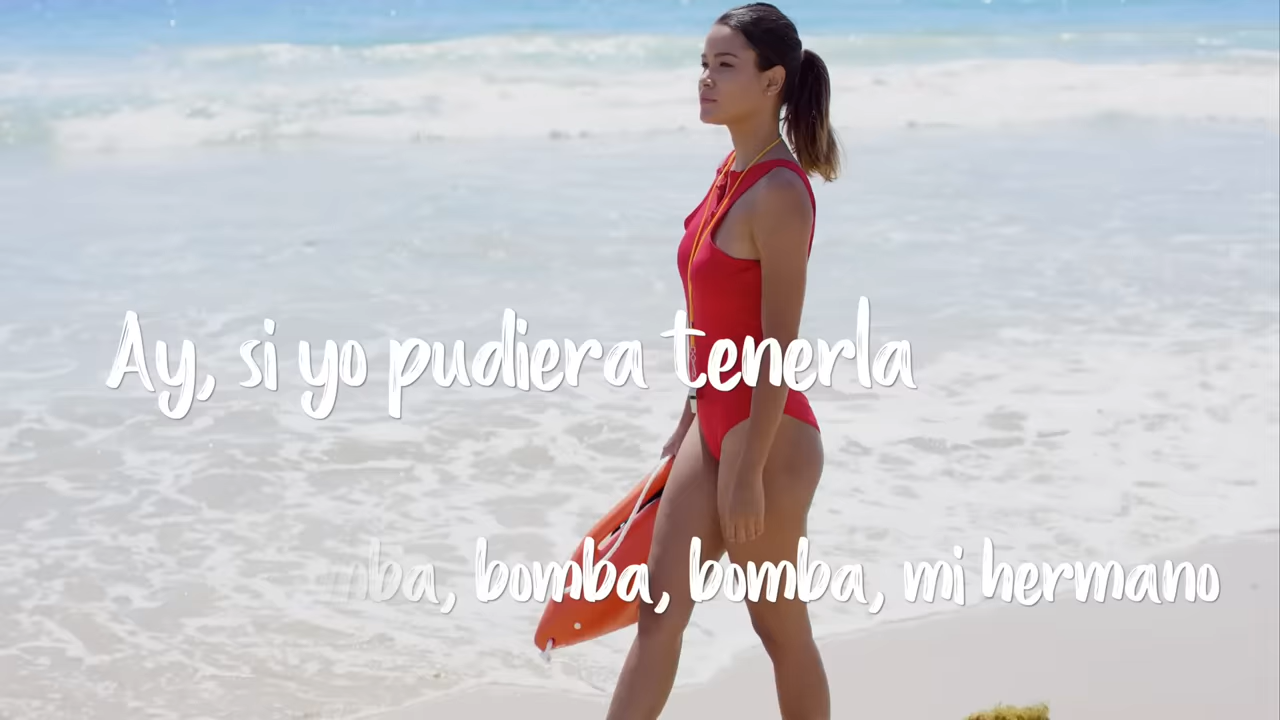 Ay, si yo pudiera tenerla
bomba, bomba, mi hermano